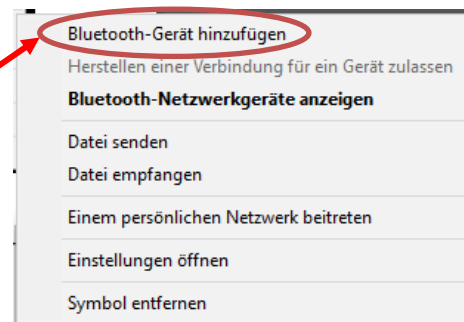 Bluetooth-Gerät hinzufügen
Herstellen einer Verbindung für ein Gerät zulassen
Bluetooth-Netzwerkgeräte anzeigen
Datei senden
Datei empfangen
Einem persönlichen Netzwerk beitreten
Einstellungen öffnen
Symbol entfernen